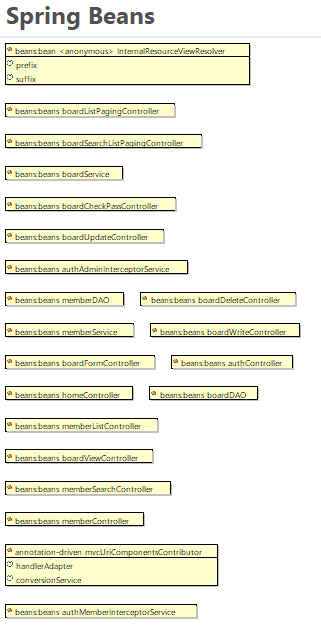 Spring Beans
beans:bean <anonymous> InternalResourceViewResolver
prefix
suffix
beans:beans boardListPagingController
beans:beans boardSearchListPagingController
beans:beans boardService
beans:beans boardCheckPassController
beans:beans boardUpdateController
beans:beans authAdminInterceptorService
beans:beans memberDAO
beans:beans boardDeleteController
beans:beans memberService
beans:beans boardWriteController
beans:beans boardFormController
beans:beans authController
beans:beans homeController
beans:beans boardDAO
beans:beans memberListController
beans:beans boardViewController
beans:beans memberSearchController
beans:beans memberController
annotation-driven mvcUriComponentsContributor
handlerAdapter
conversionService
beans:beans authMemberInterceptorService